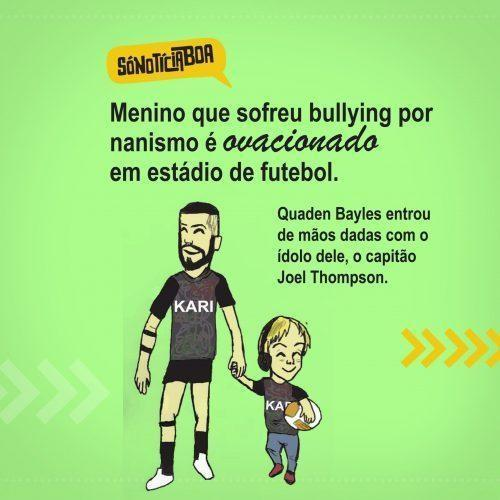 SÓNOTÍCIABOA
Menino que sofreu bullying por
nanismo é ovacionado
em estádio de futebol.
Quaden Bayles entrou
de mãos dadas com o
ídolo dele, o capitão
Joel Thompson.
KARI
KARI